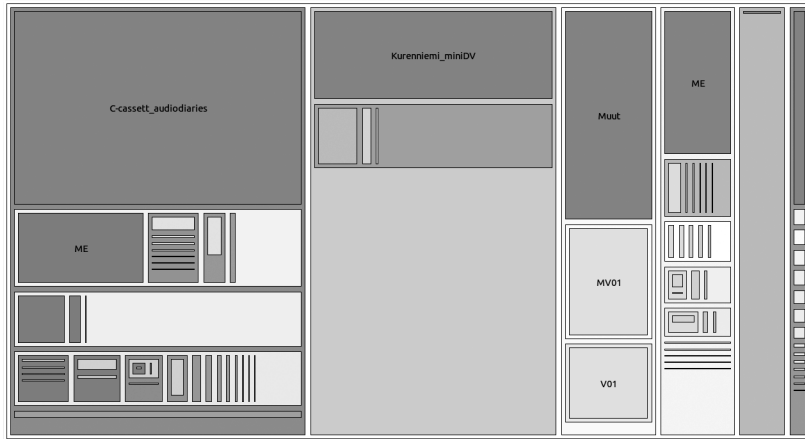 C-cassett_audiodiaries
Kurenniemi_miniDV
Muut
ME
ME
MV01
V01